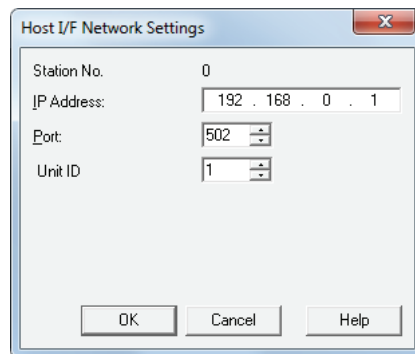 Host I/F Network Settings
Station No. 0
IP Address: 192 . 168 . 0 . 1
Port: 502
Unit ID 1
OK Cancel Help